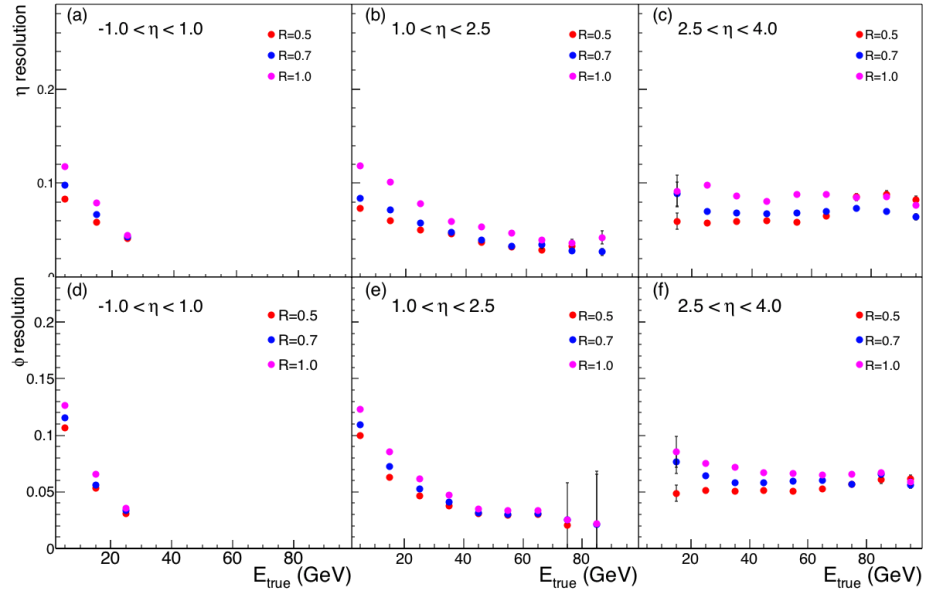 (a)
-1.0 < η < 1.0
R=0.5
R=0.7
R=1.0
(b)
1.0 < η < 2.5
R=0.5
R=0.7
R=1.0
(c)
2.5 < η < 4.0
R=0.5
R=0.7
R=1.0
η resolution
0.2
0.1
0
(d)
-1.0 < η < 1.0
R=0.5
R=0.7
R=1.0
(e)
1.0 < η < 2.5
R=0.5
R=0.7
R=1.0
(f)
2.5 < η < 4.0
R=0.5
R=0.7
R=1.0
ϕ resolution
0.2
0.15
0.1
0.05
0
20 40 60 80 100
20 40 60 80 100
20 40 60 80
E_true (GeV)
E_true (GeV)
E_true (GeV)